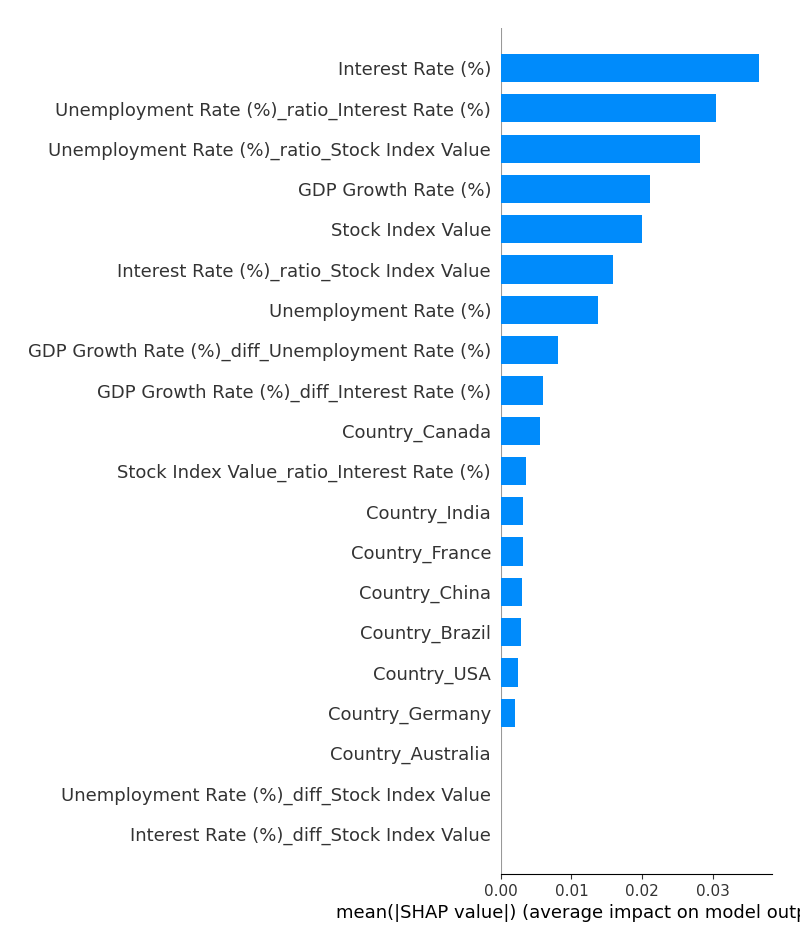 Interest Rate (%)
Unemployment Rate (%)_ratio_Interest Rate (%)
Unemployment Rate (%)_ratio_Stock Index Value
GDP Growth Rate (%)
Stock Index Value
Interest Rate (%)_ratio_Stock Index Value
Unemployment Rate (%)
GDP Growth Rate (%)_diff_Unemployment Rate (%)
GDP Growth Rate (%)_diff_Interest Rate (%)
Country_Canada
Stock Index Value_ratio_Interest Rate (%)
Country_India
Country_France
Country_China
Country_Brazil
Country_USA
Country_Germany
Country_Australia
Unemployment Rate (%)_diff_Stock Index Value
Interest Rate (%)_diff_Stock Index Value
0.00 0.01 0.02 0.03
mean(|SHAP value|) (average impact on model outp